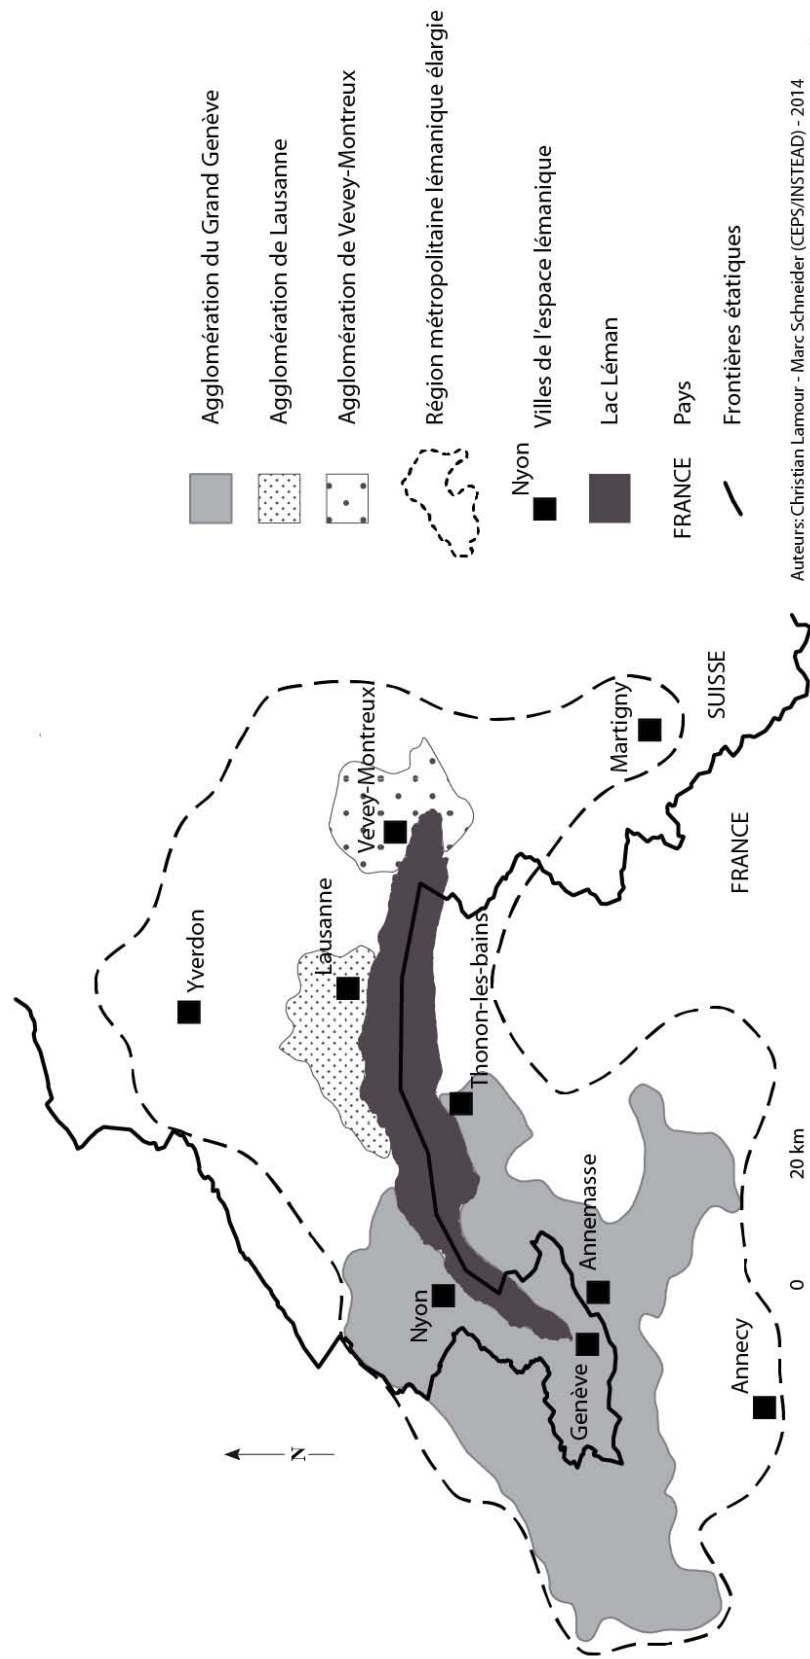 Yverdon
Lausanne
Vevey-Montreux
Nyon
Thonon-les-bains
Martigny
Genève
Annemasse
Annecy
SUISSE
FRANCE
N
0 20 km
Agglomération du Grand Genève
Agglomération de Lausanne
Agglomération de Vevey-Montreux
Région métropolitaine lémanique élargie
Nyon
Villes de l'espace lémanique
Lac Léman
FRANCE Pays
Frontières étatiques
Auteurs:Christian Lamour - Marc Schneider (CEPS/INSTEAD) - 2014